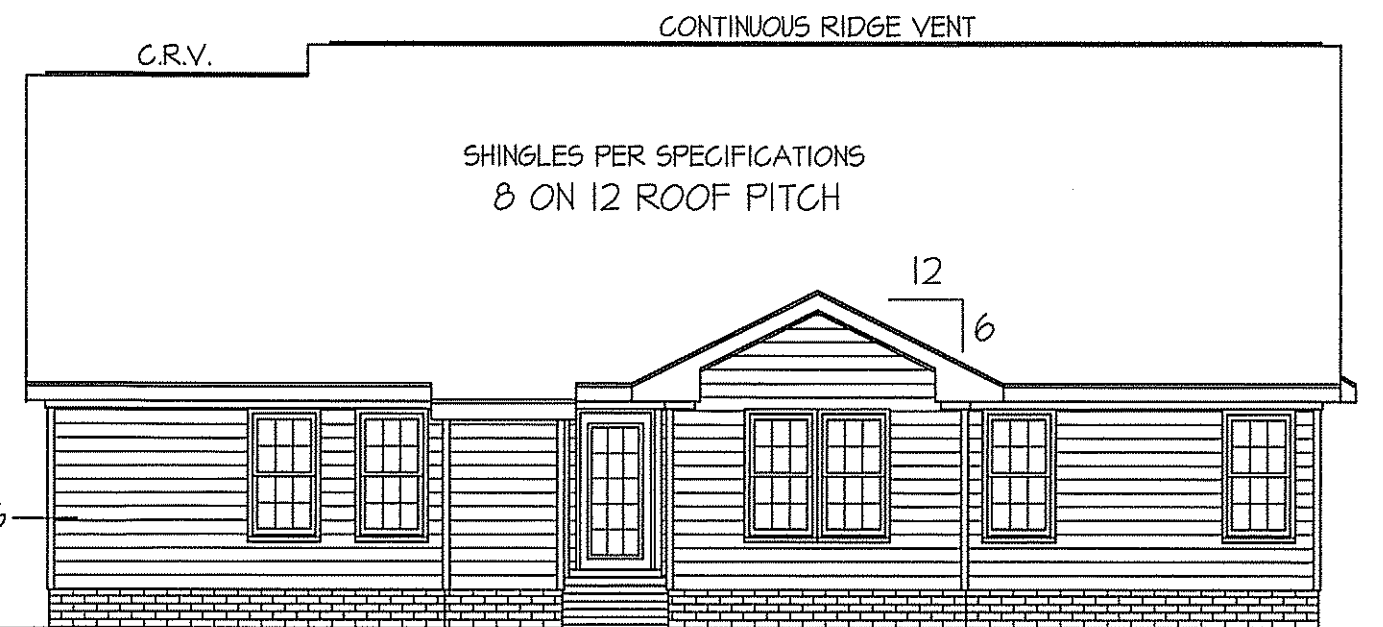 CONTINUOUS RIDGE VENT
C.R.V.
SHINGLES PER SPECIFICATIONS
8 ON 12 ROOF PITCH
12
6